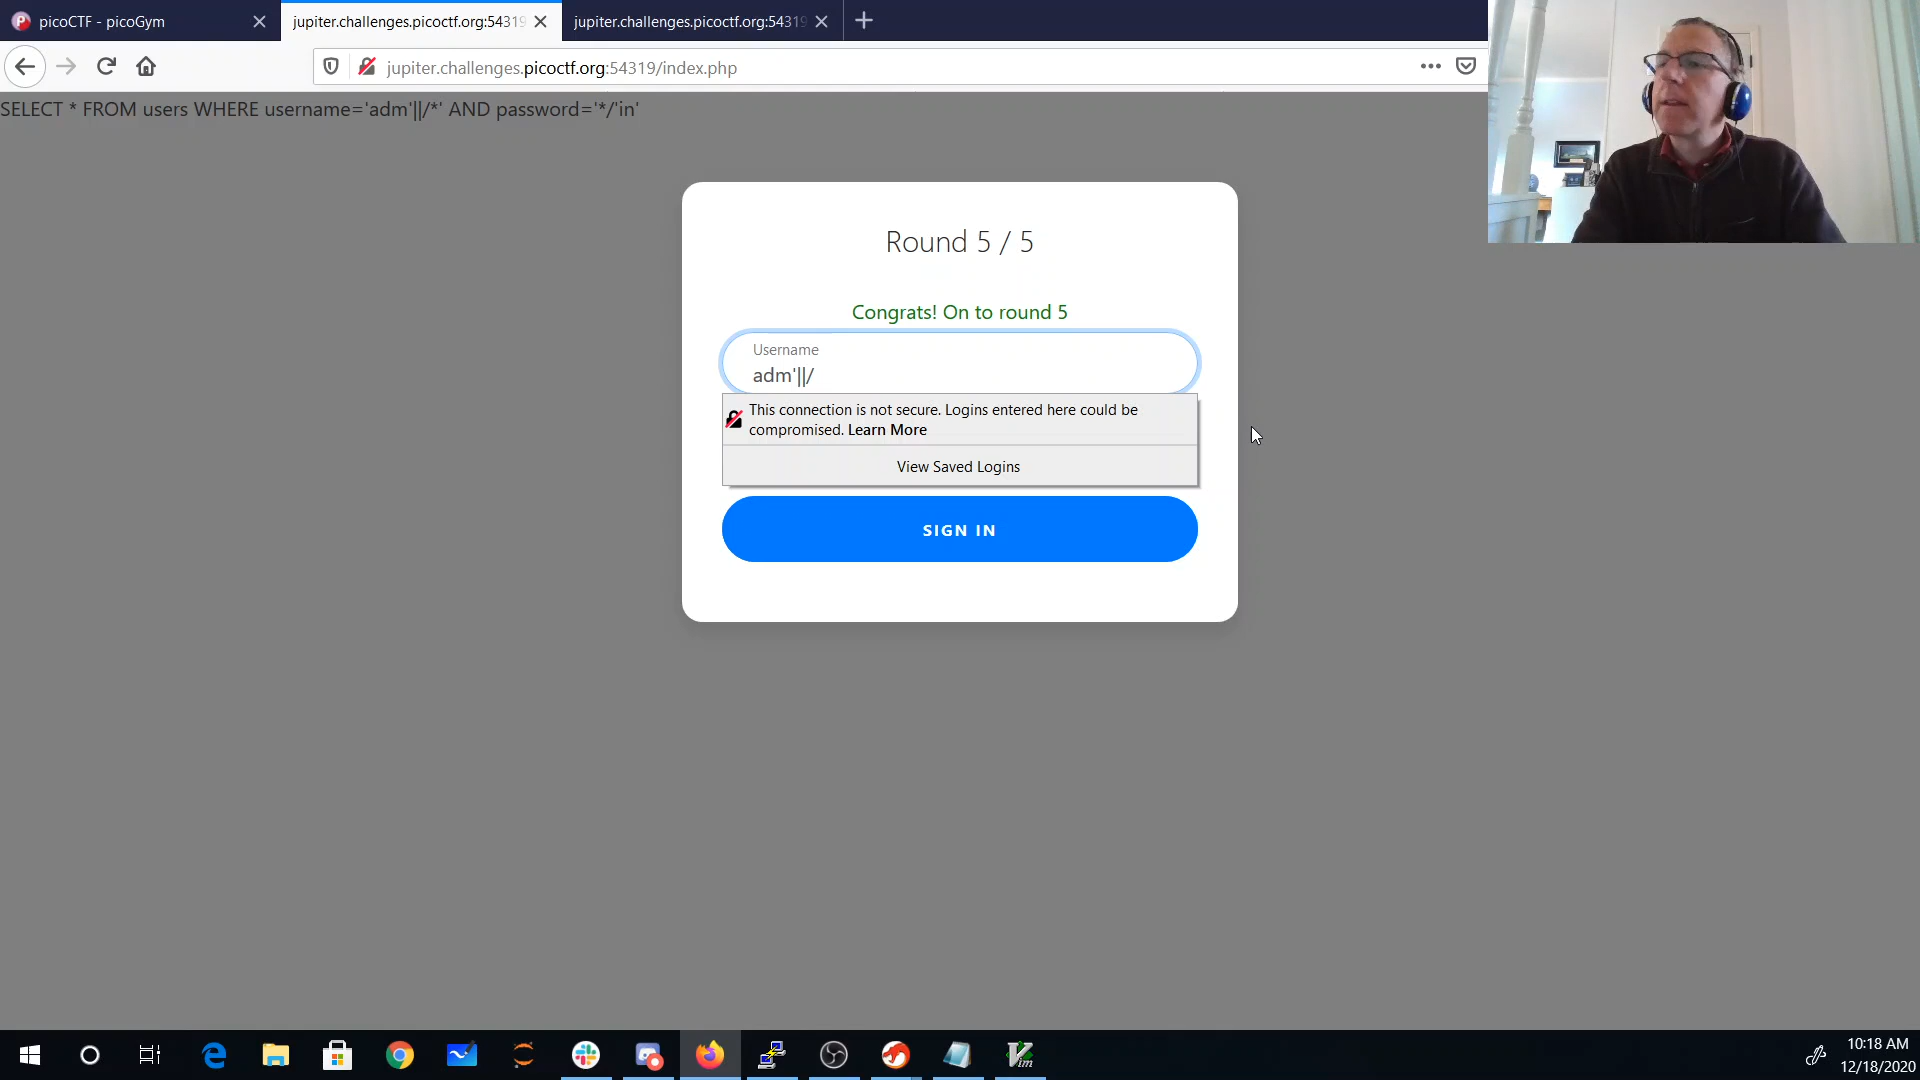 picoCTF - picoGym
jupiter.challenges.picoctf.org:54319
jupiter.challenges.picoctf.org:54319
jupiter.challenges.picoctf.org:54319/index.php
SELECT * FROM users WHERE username='adm'||/*' AND password='*/'in'
Round 5 / 5
Congrats! On to round 5
Username
adm'||/
This connection is not secure. Logins entered here could be
compromised. Learn More
View Saved Logins
SIGN IN
10:18 AM
12/18/2020